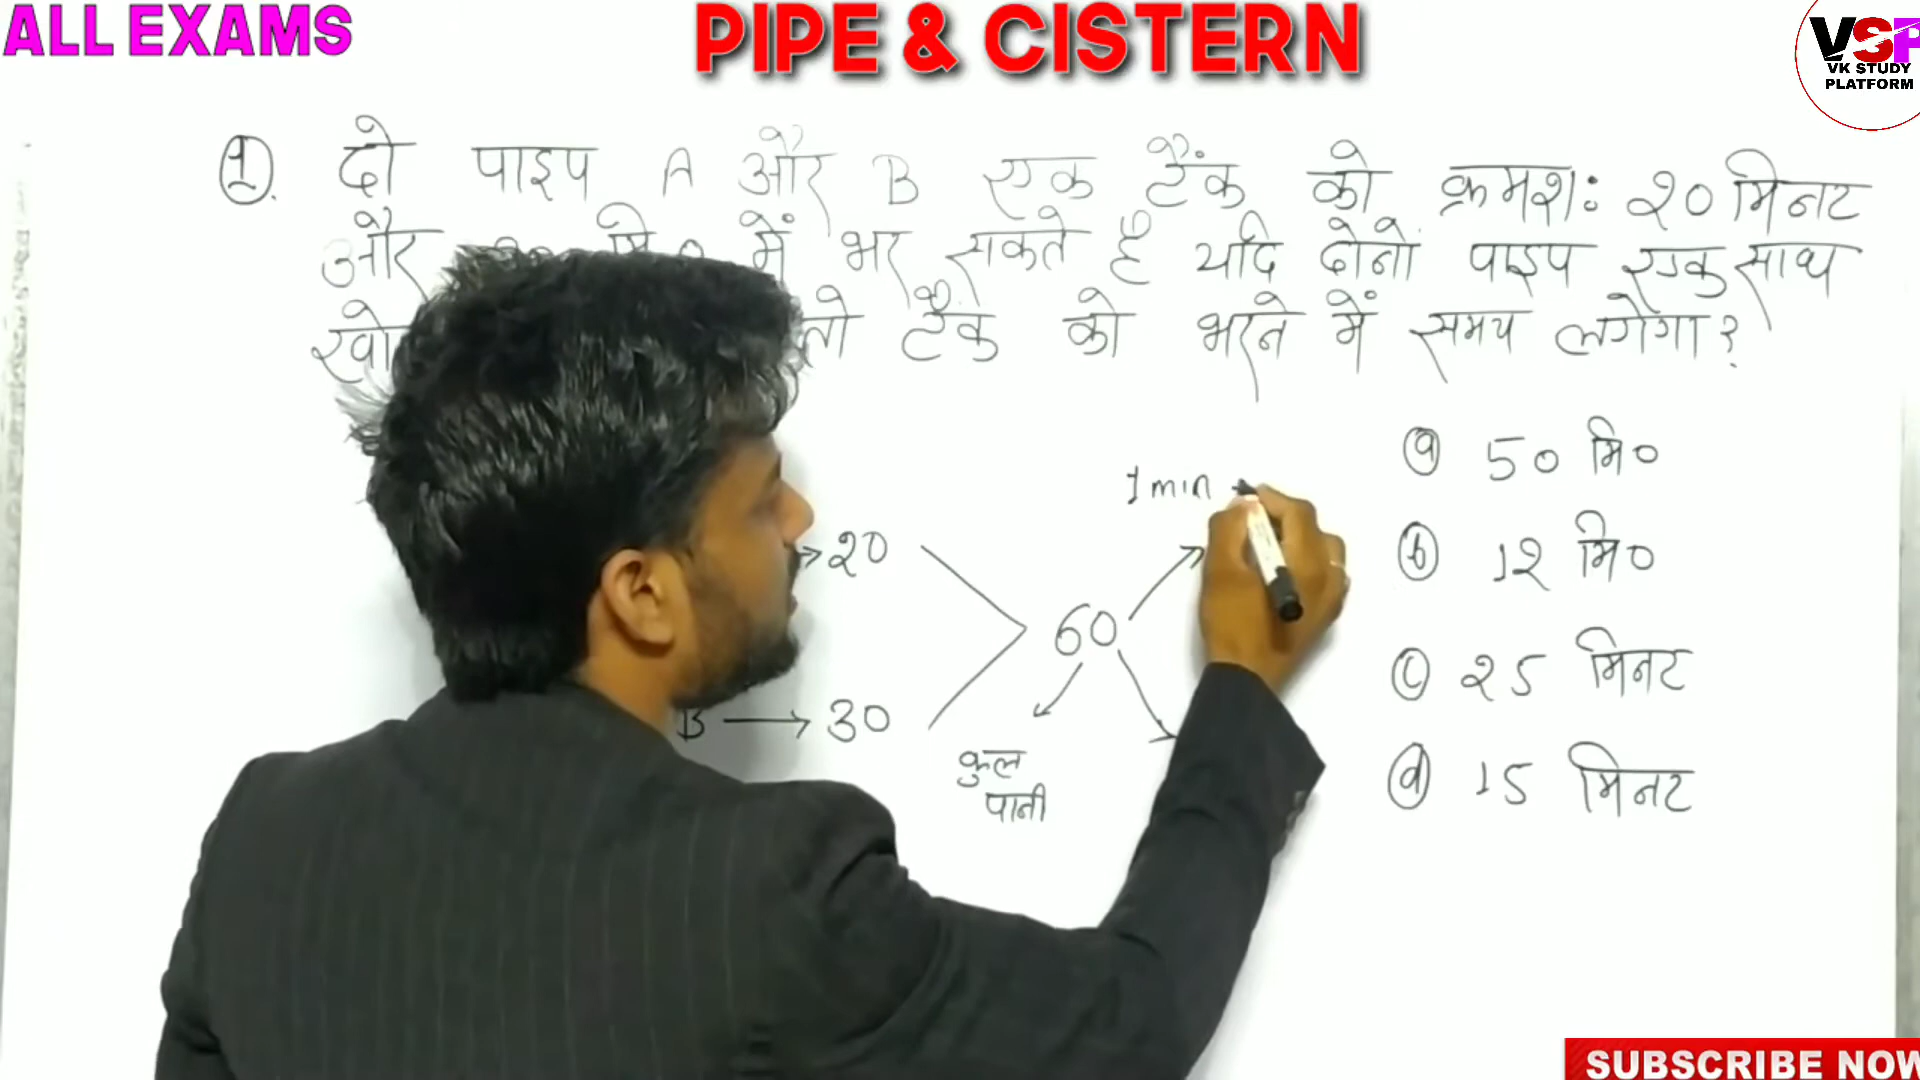 ALL EXAMS
PIPE & CISTERN
VSP
VK STUDY
PLATFORM
1. दो पाइप A और B एक टैंक को क्रमश: 20 मिनट
और में भर सकते हैं यदि दोनों पाइप एक साथ
तो टैंक को भरने में समय लगेगा?
1 min
→ 20
60
B → 30
कुल
पानी
a 50 मि०
b 12 मि०
c 25 मिनट
d 15 मिनट
SUBSCRIBE NOW